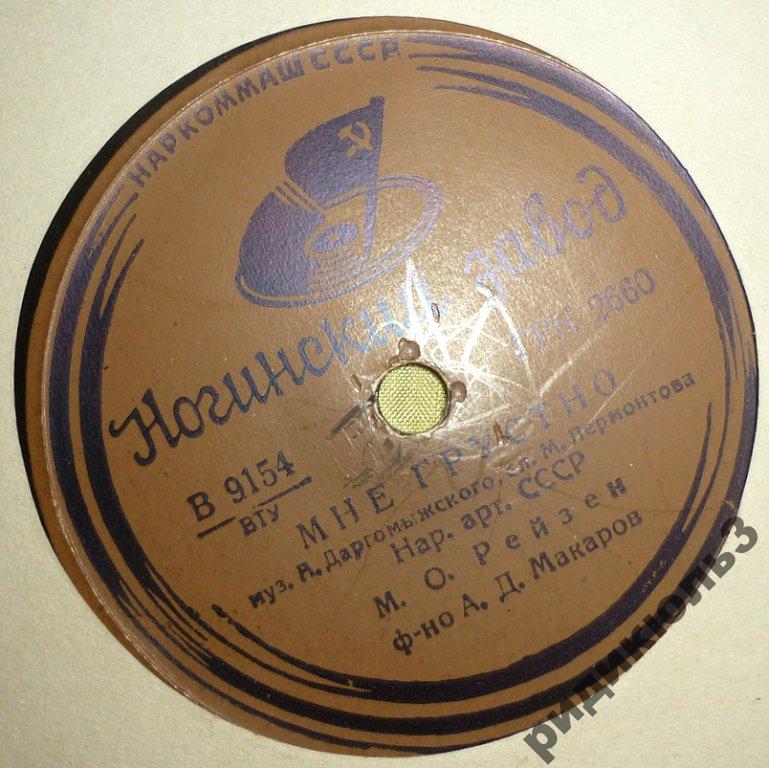 НАРКОММАШ СССР
Ногинский завод
ГРК 2660
В 9154
ВТУ
МНЕ ГРУСТНО
муз. А. Даргомыжского, сл. М. Лермонтова
Нар. арт. СССР
М. О. Рейзен
ф-но А. Д. Макаров
ридикюль3